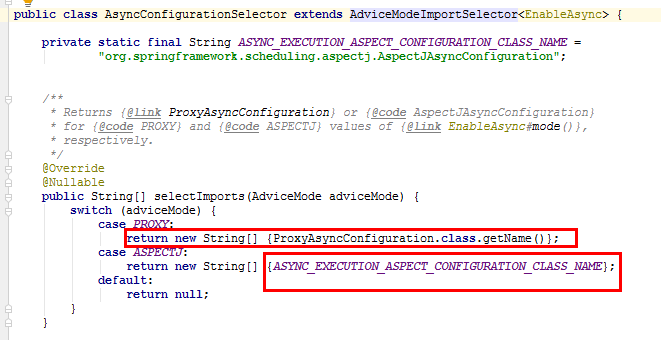 public class AsyncConfigurationSelector extends AdviceModeImportSelector<EnableAsync> {
private static final String ASYNC_EXECUTION_ASPECT_CONFIGURATION_CLASS_NAME =
"org.springframework.scheduling.aspectj.AspectJAsyncConfiguration";
/**
* Returns {@link ProxyAsyncConfiguration} or {@code AspectJAsyncConfiguration}
* for {@code PROXY} and {@code ASPECTJ} values of {@link EnableAsync#mode()},
* respectively.
*/
@Override
@Nullable
public String[] selectImports(AdviceMode adviceMode) {
switch (adviceMode) {
case PROXY:
return new String[] {ProxyAsyncConfiguration.class.getName()};
case ASPECTJ:
return new String[] {ASYNC_EXECUTION_ASPECT_CONFIGURATION_CLASS_NAME};
default:
return null;
}
}